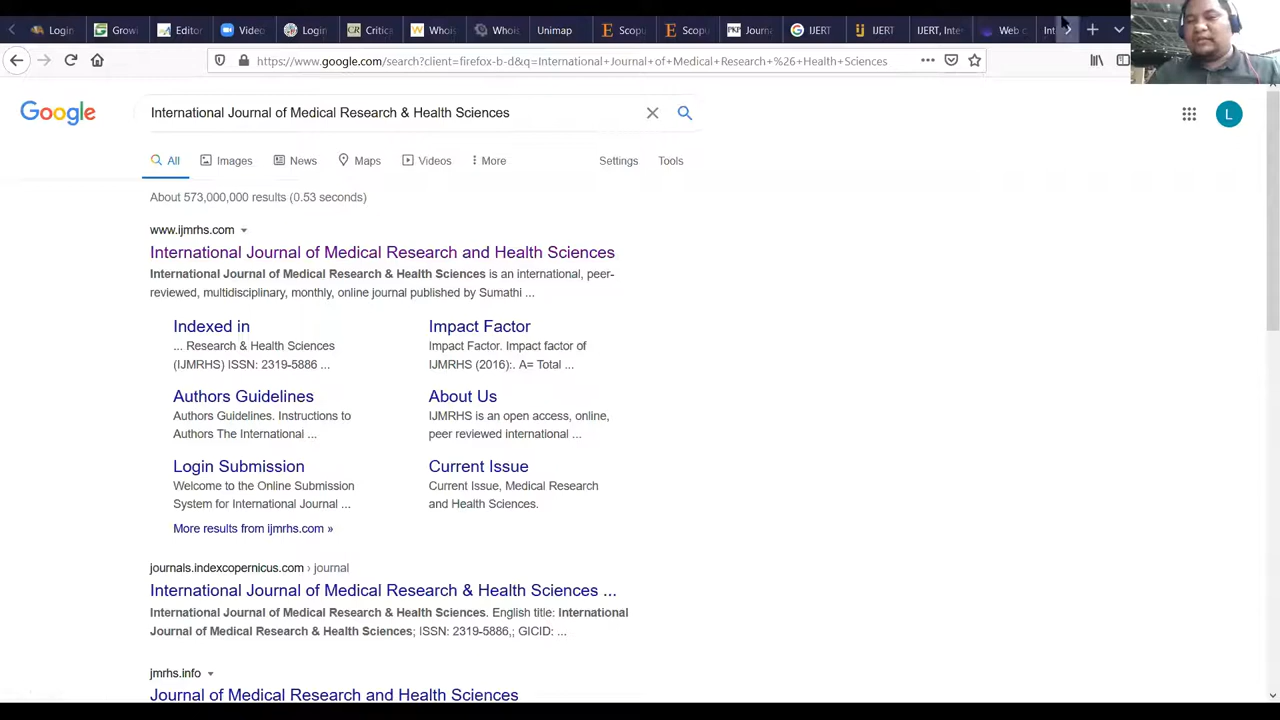 Login
Grow
Editor
Video
Login
CR Critics
W Whois
Whois
Unimap
E Scopu
E Scopu
PKP Journa
G IJERT
IJERT
IJERT, Inter
Web c
Int
https://www.google.com/search?client=firefox-b-d&q=International+Journal+of+Medical+Research+%26+Health+Sciences
Google
International Journal of Medical Research & Health Sciences
L
All
Images
News
Maps
Videos
More
Settings
Tools
About 573,000,000 results (0.53 seconds)
www.ijmrhs.com
International Journal of Medical Research and Health Sciences
International Journal of Medical Research & Health Sciences is an international, peer-
reviewed, multidisciplinary, monthly, online journal published by Sumathi ...
Indexed in
... Research & Health Sciences
(IJMRHS) ISSN: 2319-5886 ...
Impact Factor
Impact Factor. Impact factor of
IJMRHS (2016):. A= Total ...
Authors Guidelines
Authors Guidelines. Instructions to
Authors The International ...
About Us
IJMRHS is an open access, online,
peer reviewed international ...
Login Submission
Welcome to the Online Submission
System for International Journal ...
Current Issue
Current Issue, Medical Research
and Health Sciences.
More results from ijmrhs.com »
journals.indexcopernicus.com › journal
International Journal of Medical Research & Health Sciences ...
International Journal of Medical Research & Health Sciences. English title: International
Journal of Medical Research & Health Sciences; ISSN: 2319-5886,; GICID: ...
jmrhs.info
Journal of Medical Research and Health Sciences